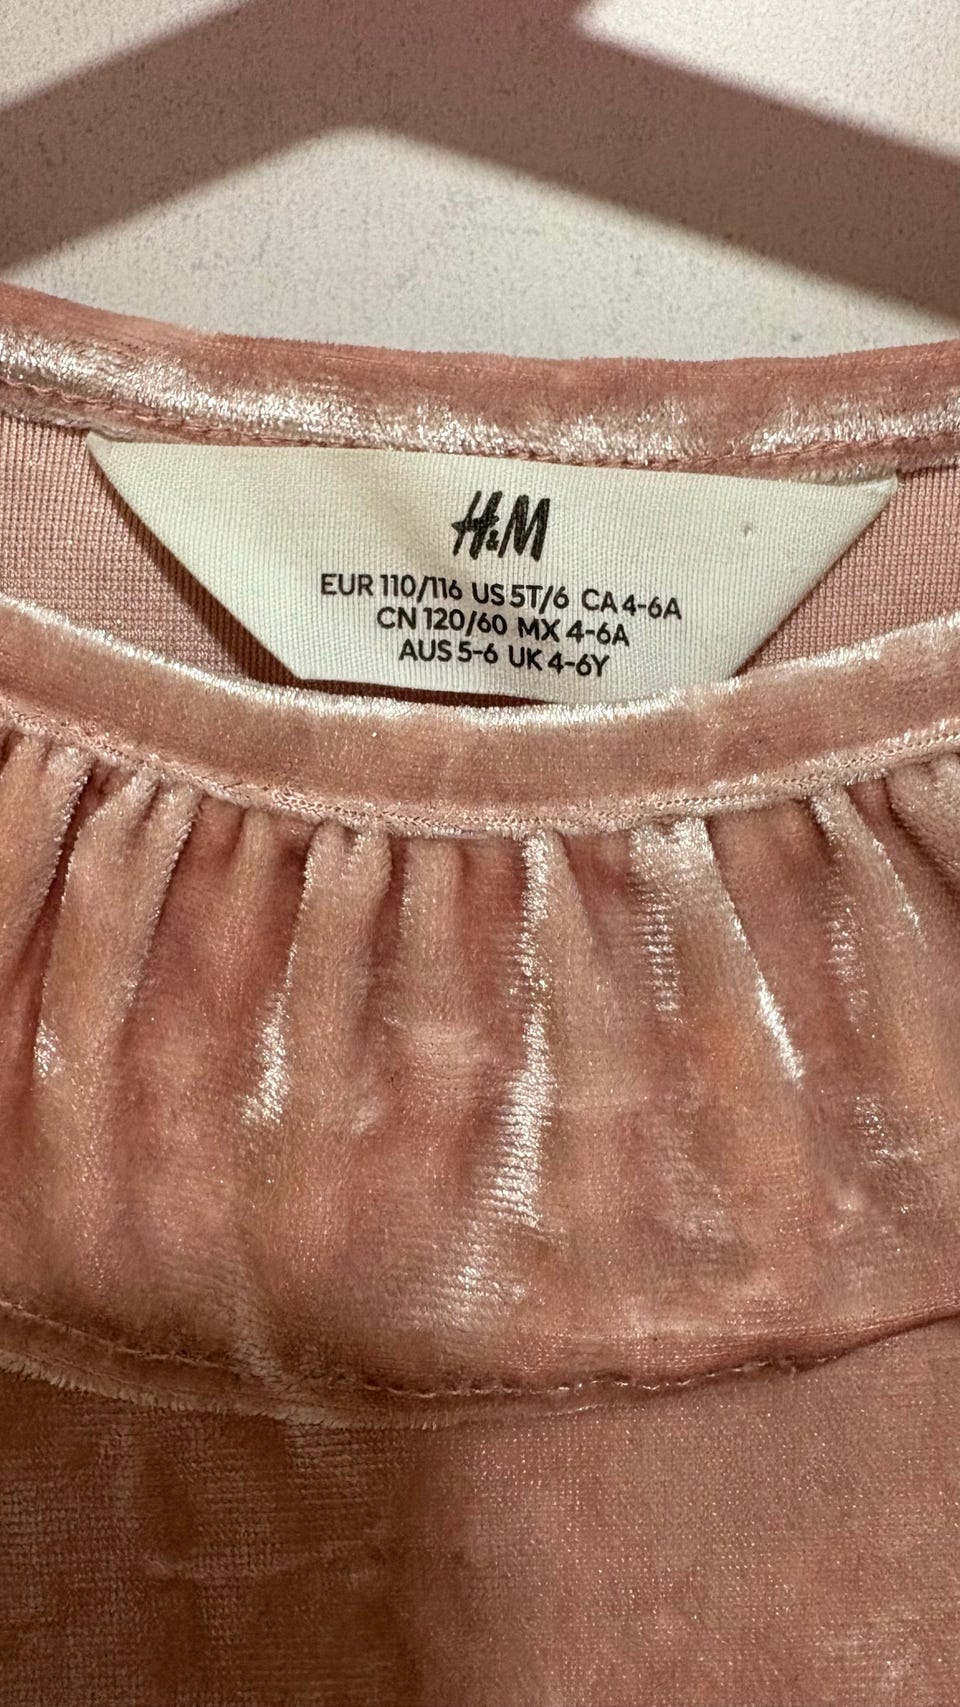 H&M
EUR 110/116 US 5T/6 CA 4-6A
CN 120/60 MX 4-6A
AUS 5-6 UK 4-6Y